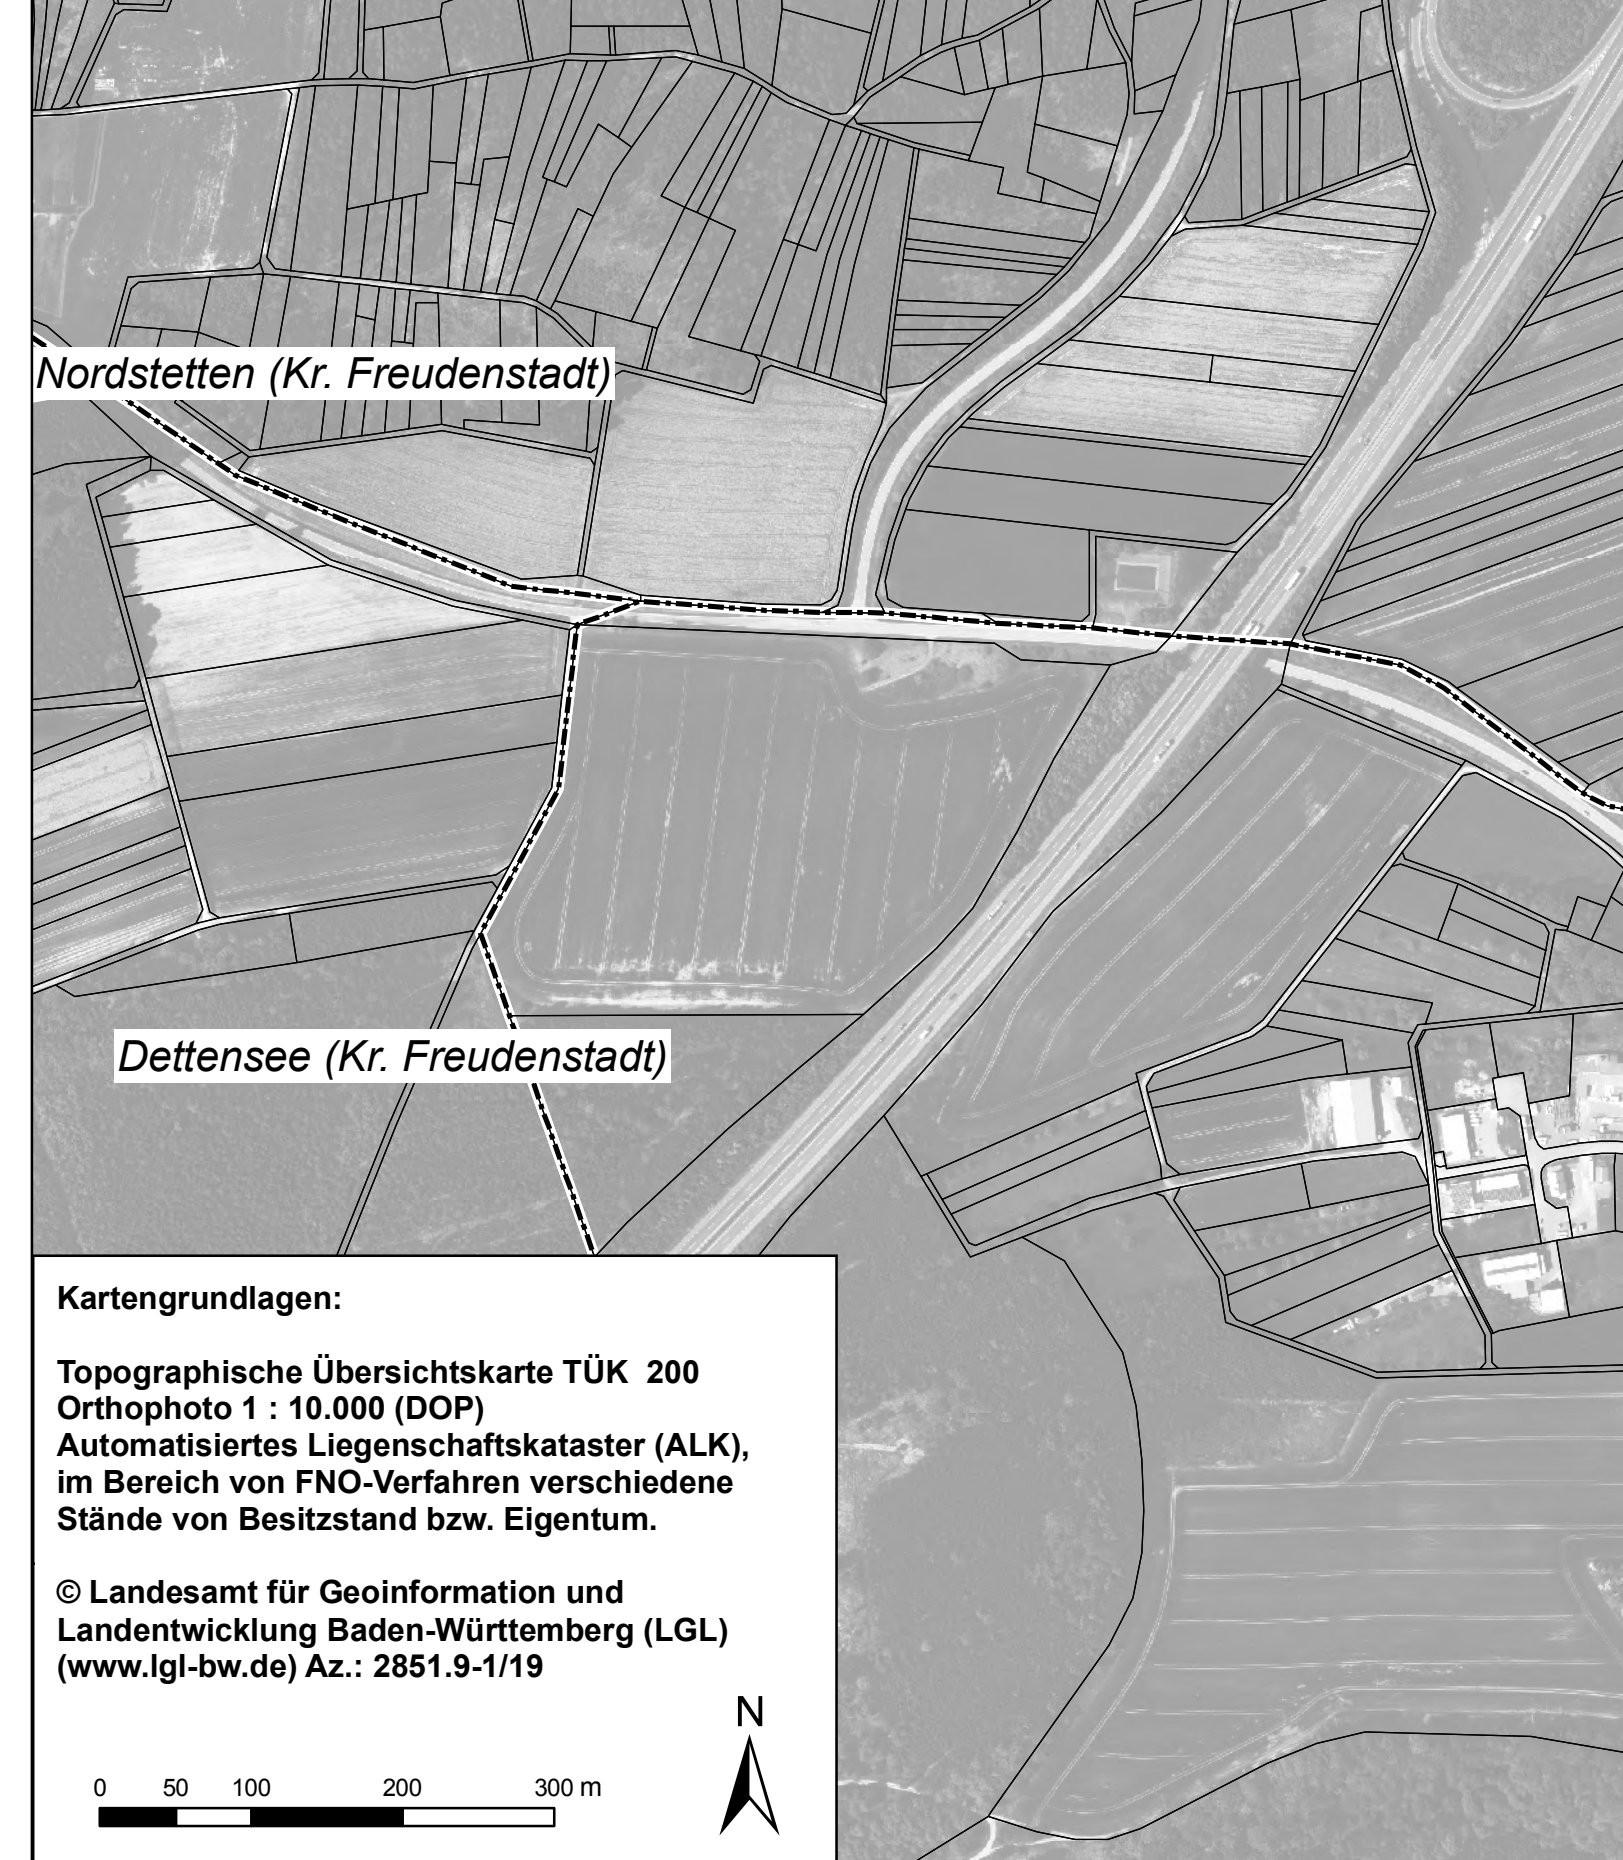 Nordstetten (Kr. Freudenstadt)
Dettensee (Kr. Freudenstadt)
Kartengrundlagen:
Topographische Übersichtskarte TÜK 200
Orthophoto 1 : 10.000 (DOP)
Automatisiertes Liegenschaftskataster (ALK),
im Bereich von FNO-Verfahren verschiedene
Stände von Besitzstand bzw. Eigentum.
© Landesamt für Geoinformation und
Landentwicklung Baden-Württemberg (LGL)
(www.lgl-bw.de) Az.: 2851.9-1/19
N
0 50 100 200 300 m